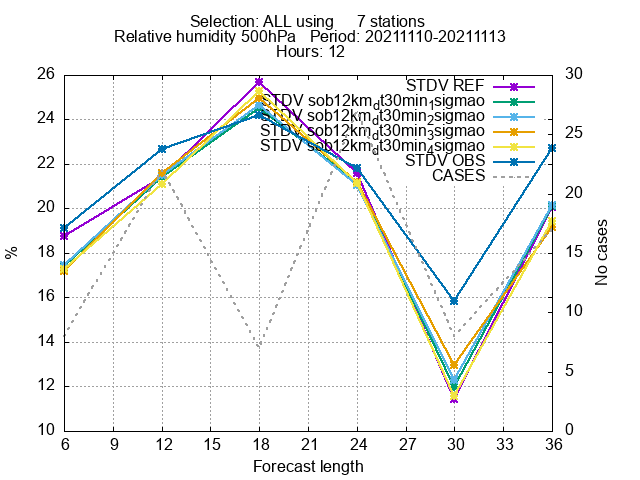 Selection: ALL using 7 stations
Relative humidity 500hPa Period: 20211110-20211113
Hours: 12
STDV REF
STDV sob12km_dt30min_1sigmao
STDV sob12km_dt30min_2sigmao
STDV sob12km_dt30min_3sigmao
STDV sob12km_dt30min_4sigmao
STDV OBS
CASES
26
24
22
20
18
16
14
12
10
%
30
25
20
15
10
5
0
No cases
6 9 12 15 18 21 24 27 30 33 36
Forecast length